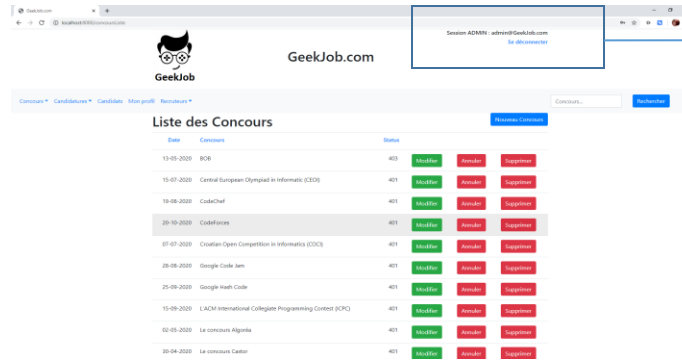 GeekJob.com
localhost:8080/concours/liste
Session ADMIN : admin@GeekJob.com
Se déconnecter
GeekJob.com
GeekJob
Concours Candidatures Candidats Mon profil Recruteurs
Concours...
Rechercher
Liste des Concours
Nouveau Concours
Date Concours Status
13-05-2020 BOB 403 Modifier Annuler Supprimer
15-07-2020 Central European Olympiad in Informatic (CEOI) 401 Modifier Annuler Supprimer
19-08-2020 CodeChef 401 Modifier Annuler Supprimer
20-10-2020 CodeForces 401 Modifier Annuler Supprimer
07-07-2020 Croatian Open Competition in Informatics (COCI) 401 Modifier Annuler Supprimer
28-08-2020 Google Code Jam 401 Modifier Annuler Supprimer
25-09-2020 Google Hash Code 401 Modifier Annuler Supprimer
15-09-2020 L'ACM International Collegiate Programming Contest (ICPC) 401 Modifier Annuler Supprimer
02-05-2020 Le concours Algoréa 401 Modifier Annuler Supprimer
30-04-2020 Le concours Castor 401 Modifier Annuler Supprimer